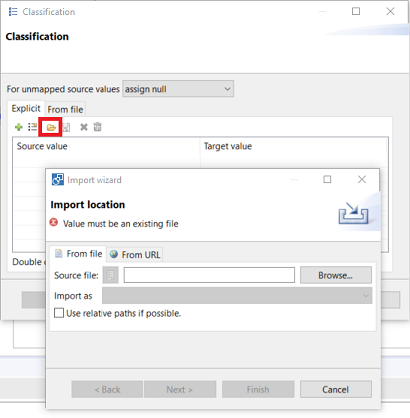 Classification
Classification
For unmapped source values assign null
Explicit From file
Source value Target value
Import wizard
Import location
Value must be an existing file
From file From URL
Source file: Browse...
Import as
Use relative paths if possible.
Double
< Back Next > Finish Cancel